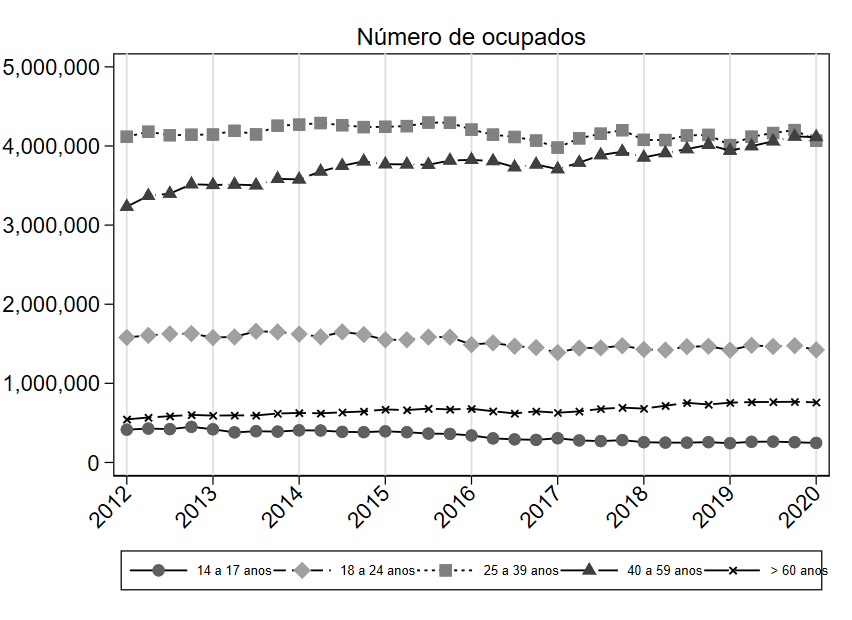 Número de ocupados
5,000,000
4,000,000
3,000,000
2,000,000
1,000,000
0
2012 2013 2014 2015 2016 2017 2018 2019 2020
14 a 17 anos 18 a 24 anos 25 a 39 anos 40 a 59 anos > 60 anos